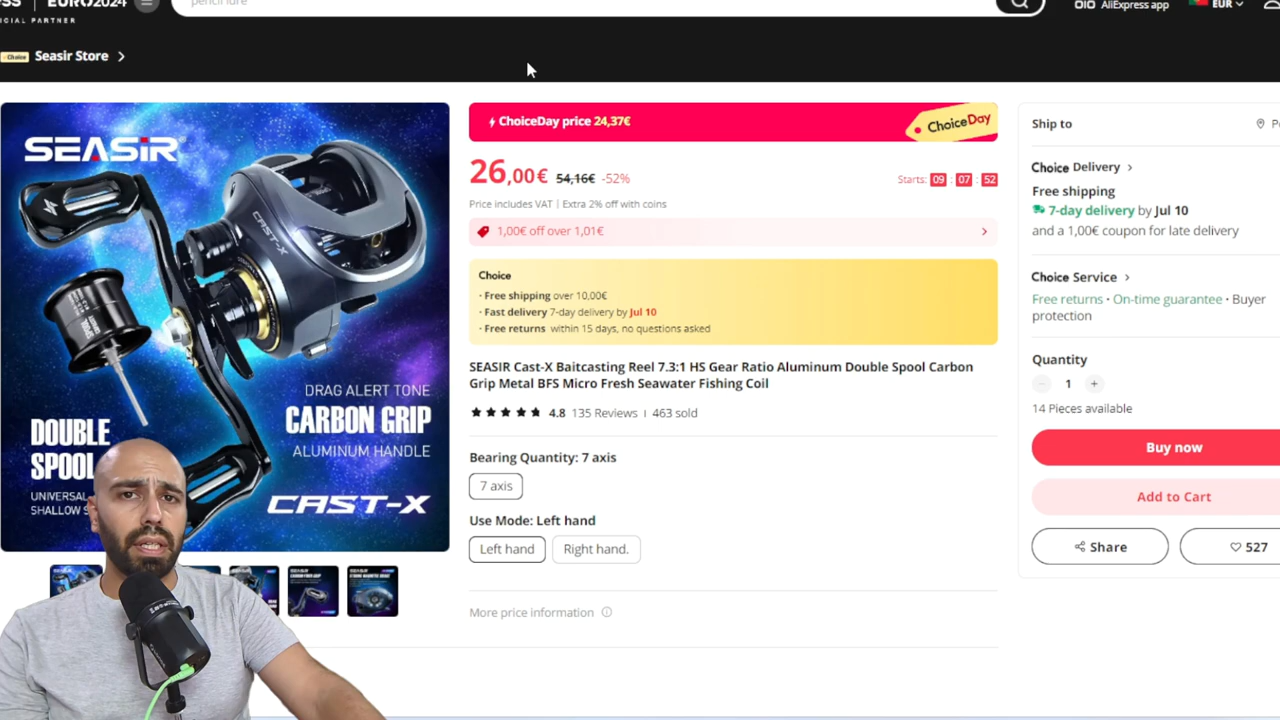 EURO2024
ICIAL PARTNER
pencil lure
AliExpress app
EUR
Choice
Seasir Store
SEASIR
CAST-X
DRAG ALERT TONE
CARBON GRIP
ALUMINUM HANDLE
DOUBLE
SPOOL
UNIVERSAL
SHALLOW S
CAST-X
ChoiceDay price 24,37€
ChoiceDay
26,00€ 54,16€ -52%
Starts: 09 : 07 : 52
Price includes VAT | Extra 2% off with coins
1,00€ off over 1,01€
Choice
· Free shipping over 10,00€
· Fast delivery 7-day delivery by Jul 10
· Free returns within 15 days, no questions asked
SEASIR Cast-X Baitcasting Reel 7.3:1 HS Gear Ratio Aluminum Double Spool Carbon
Grip Metal BFS Micro Fresh Seawater Fishing Coil
4.8 135 Reviews | 463 sold
Bearing Quantity: 7 axis
7 axis
Use Mode: Left hand
Left hand
Right hand.
More price information
Ship to
Choice Delivery
Free shipping
7-day delivery by Jul 10
and a 1,00€ coupon for late delivery
Choice Service
Free returns · On-time guarantee · Buyer
protection
Quantity
1
14 Pieces available
Buy now
Add to Cart
Share
527